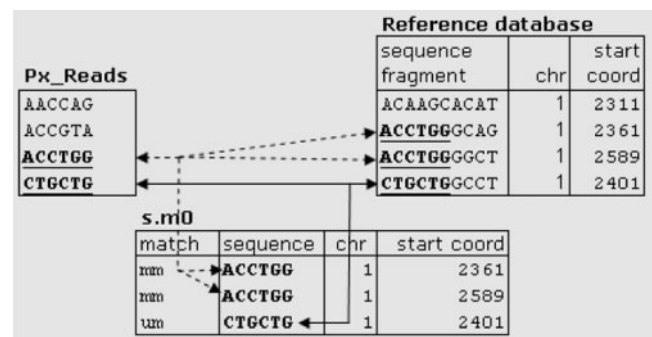 Reference database
sequence start
Px_Reads fragment chr coord
AACCAG ACAAGCACAT 1 2311
ACCGTA ACCTGGGCAG 1 2361
ACCTGG ACCTGGGGCT 1 2589
CTGCTG CTGCTGGCCT 1 2401
s.m0
match sequence chr start coord
mm ACCTGG 1 2361
mm ACCTGG 1 2589
um CTGCTG 1 2401